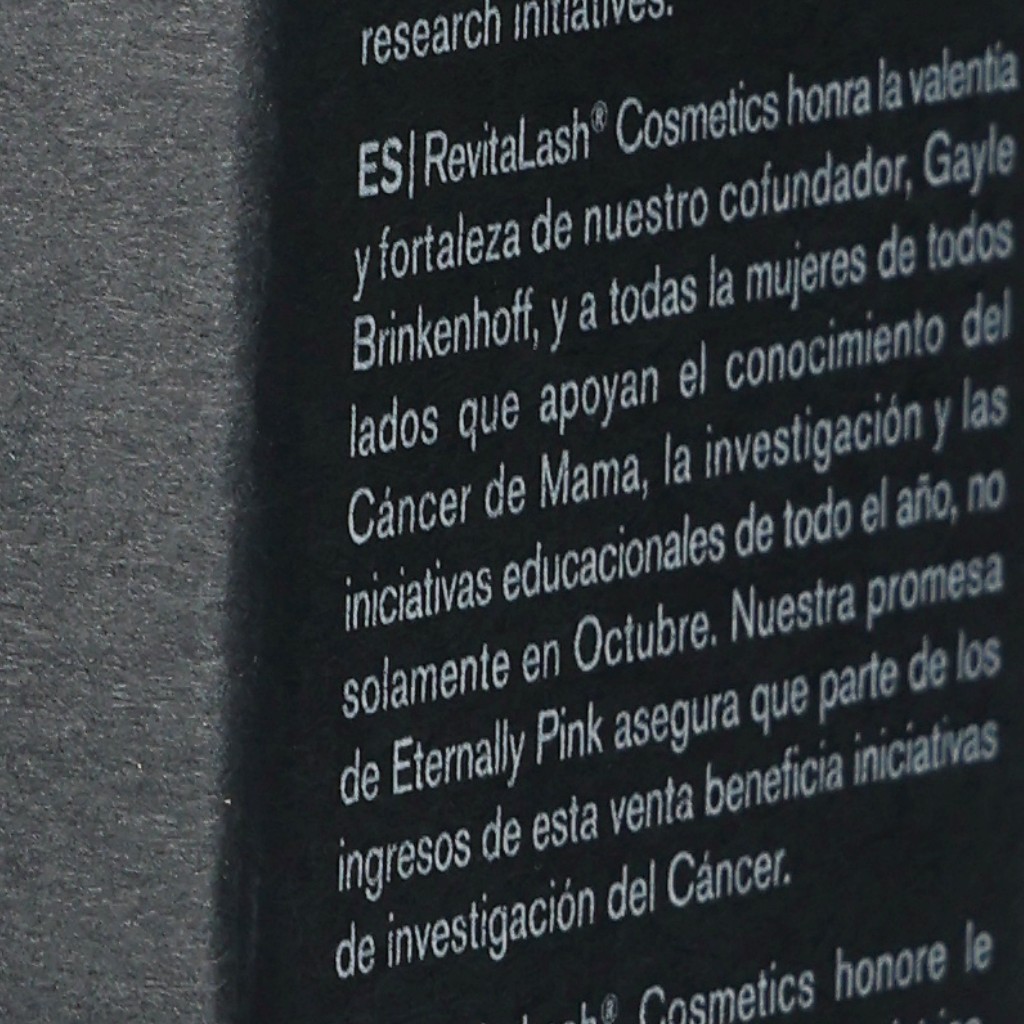 research initiatives.
ES| RevitaLash® Cosmetics honra la valentía
y fortaleza de nuestro cofundador, Gayle
Brinkenhoff, y a todas la mujeres de todos
lados que apoyan el conocimiento del
Cáncer de Mama, la investigación y las
iniciativas educacionales de todo el año, no
solamente en Octubre. Nuestra promesa
de Eternally Pink asegura que parte de los
ingresos de esta venta beneficia iniciativas
de investigación del Cáncer.
® Cosmetics honore le